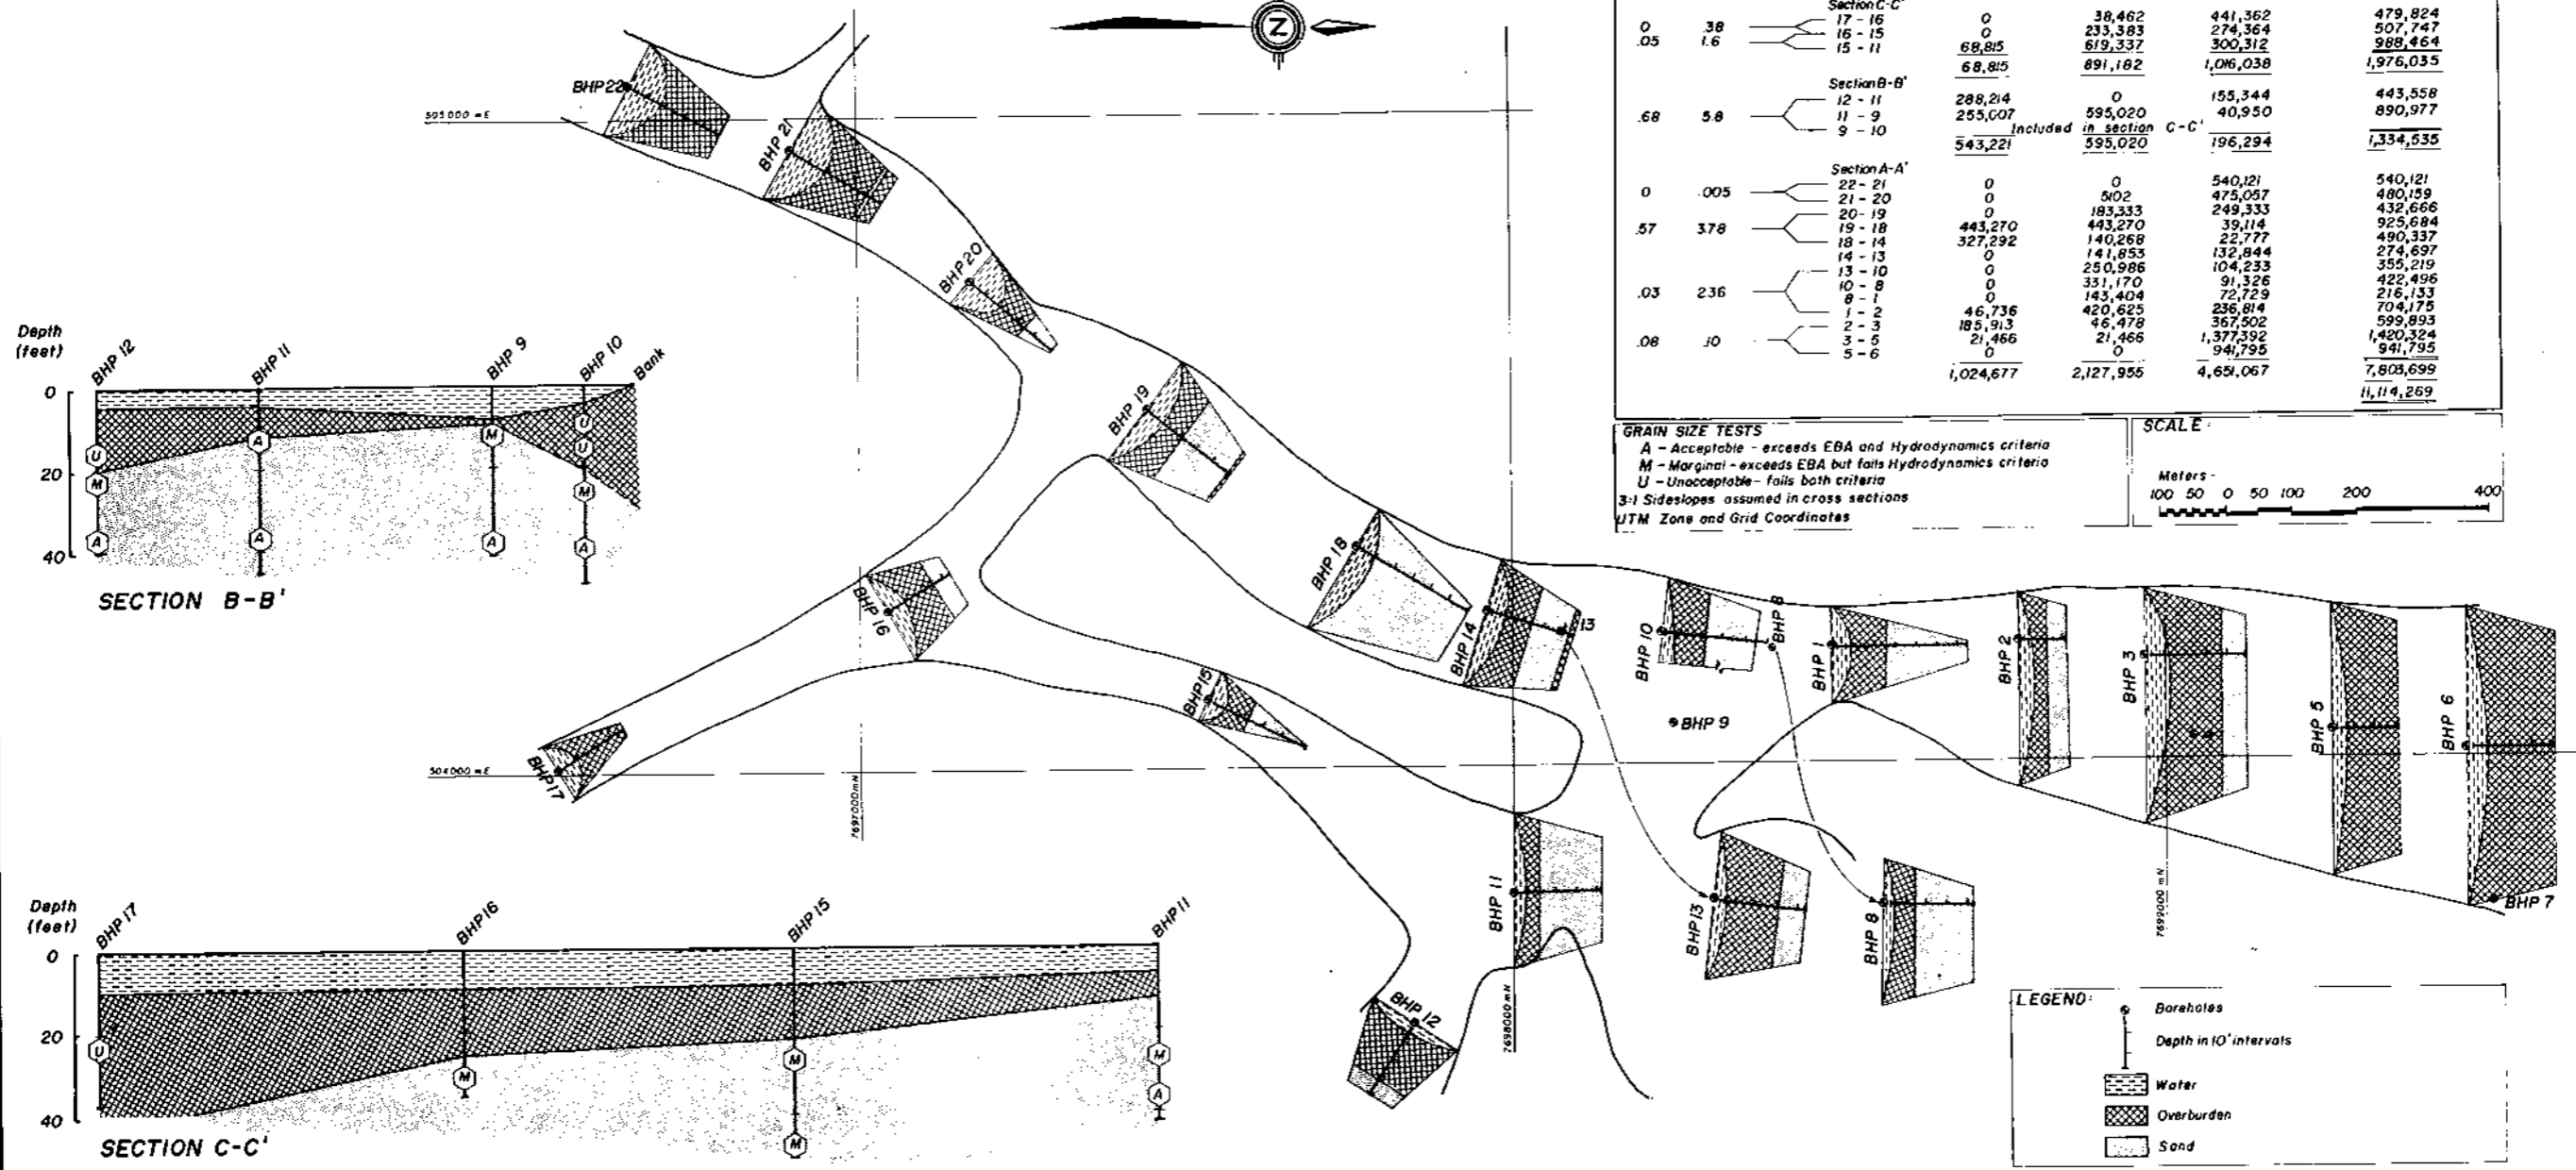 Section C-C'
0 .38 17 - 16 0 38,462 441,362 479,824
16 - 15 0 233,383 274,364 507,747
.05 1.6 15 - 11 68,815 619,337 300,312 988,464
68,815 891,182 1,016,038 1,976,035
Section B-B'
12 - 11 288,214 0 155,344 443,558
.68 5.8 11 - 9 255,007 595,020 40,950 890,977
9 - 10 Included in section C-C'
543,221 595,020 196,294 1,334,535
Section A-A'
22 - 21 0 0 540,121 540,121
0 .005 21 - 20 0 5102 475,057 480,159
20 - 19 0 183,333 249,333 432,666
.57 3.78 19 - 18 443,270 443,270 39,114 925,684
18 - 14 327,292 140,268 22,777 490,337
14 - 13 0 141,853 132,844 274,697
13 - 10 0 250,986 104,233 355,219
10 - 8 0 331,170 91,326 422,496
.03 2.36 8 - 1 0 143,404 72,729 216,133
1 - 2 46,736 420,625 236,814 704,175
2 - 3 185,913 46,478 367,502 599,893
.08 .10 3 - 5 21,466 21,466 1,377,392 1,420,324
5 - 6 0 0 941,795 941,795
1,024,677 2,127,955 4,651,067 7,803,699
11,114,269
GRAIN SIZE TESTS
A - Acceptable - exceeds EBA and Hydrodynamics criteria
M - Marginal - exceeds EBA but fails Hydrodynamics criteria
U - Unacceptable - fails both criteria
3:1 Sideslopes assumed in cross sections
UTM Zone and Grid Coordinates
SCALE:
Meters -
100 50 0 50 100 200 400
Z
505000 mE
BHP22
BHP 21
BHP20
BHP 19
BHP 18
BHP 14
13
BHP 10
BHP 8
BHP 1
BHP 2
BHP 3
BHP 5
BHP 6
BHP 7
BHP 9
BHP 16
BHP15
BHP17
504000 mE
7697000mN
BHP 11
BHP13
BHP 8
7699000 mN
7698000mN
BHP 12
Depth
(feet)
BHP 12
BHP 11
BHP 9
BHP 10
Bank
0
20
40
U
M
A
A
A
M
A
U
U
M
A
SECTION B-B'
Depth
(feet)
BHP17
BHP16
BHP15
BHP11
0
20
40
U
M
M
M
M
A
SECTION C-C'
LEGEND:
Boreholes
Depth in 10' intervals
Water
Overburden
Sand